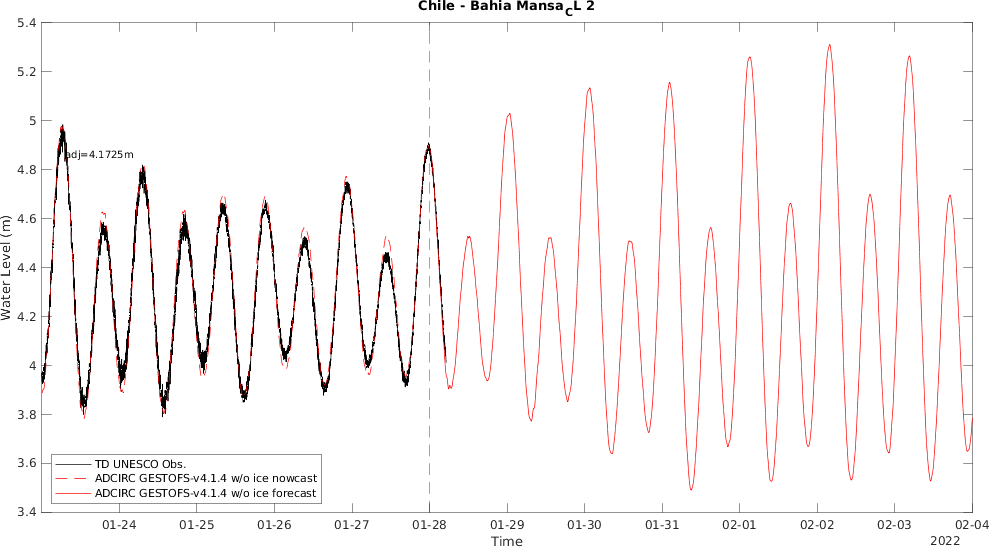 Chile - Bahia MansaCL 2
5.4
5.2
5
4.8
4.6
4.4
4.2
4
3.8
3.6
3.4
Water Level (m)
adj=4.1725m
TD UNESCO Obs.
ADCIRC GESTOFS-v4.1.4 w/o ice nowcast
ADCIRC GESTOFS-v4.1.4 w/o ice forecast
01-24 01-25 01-26 01-27 01-28 01-29 01-30 01-31 02-01 02-02 02-03 02-04
Time
2022